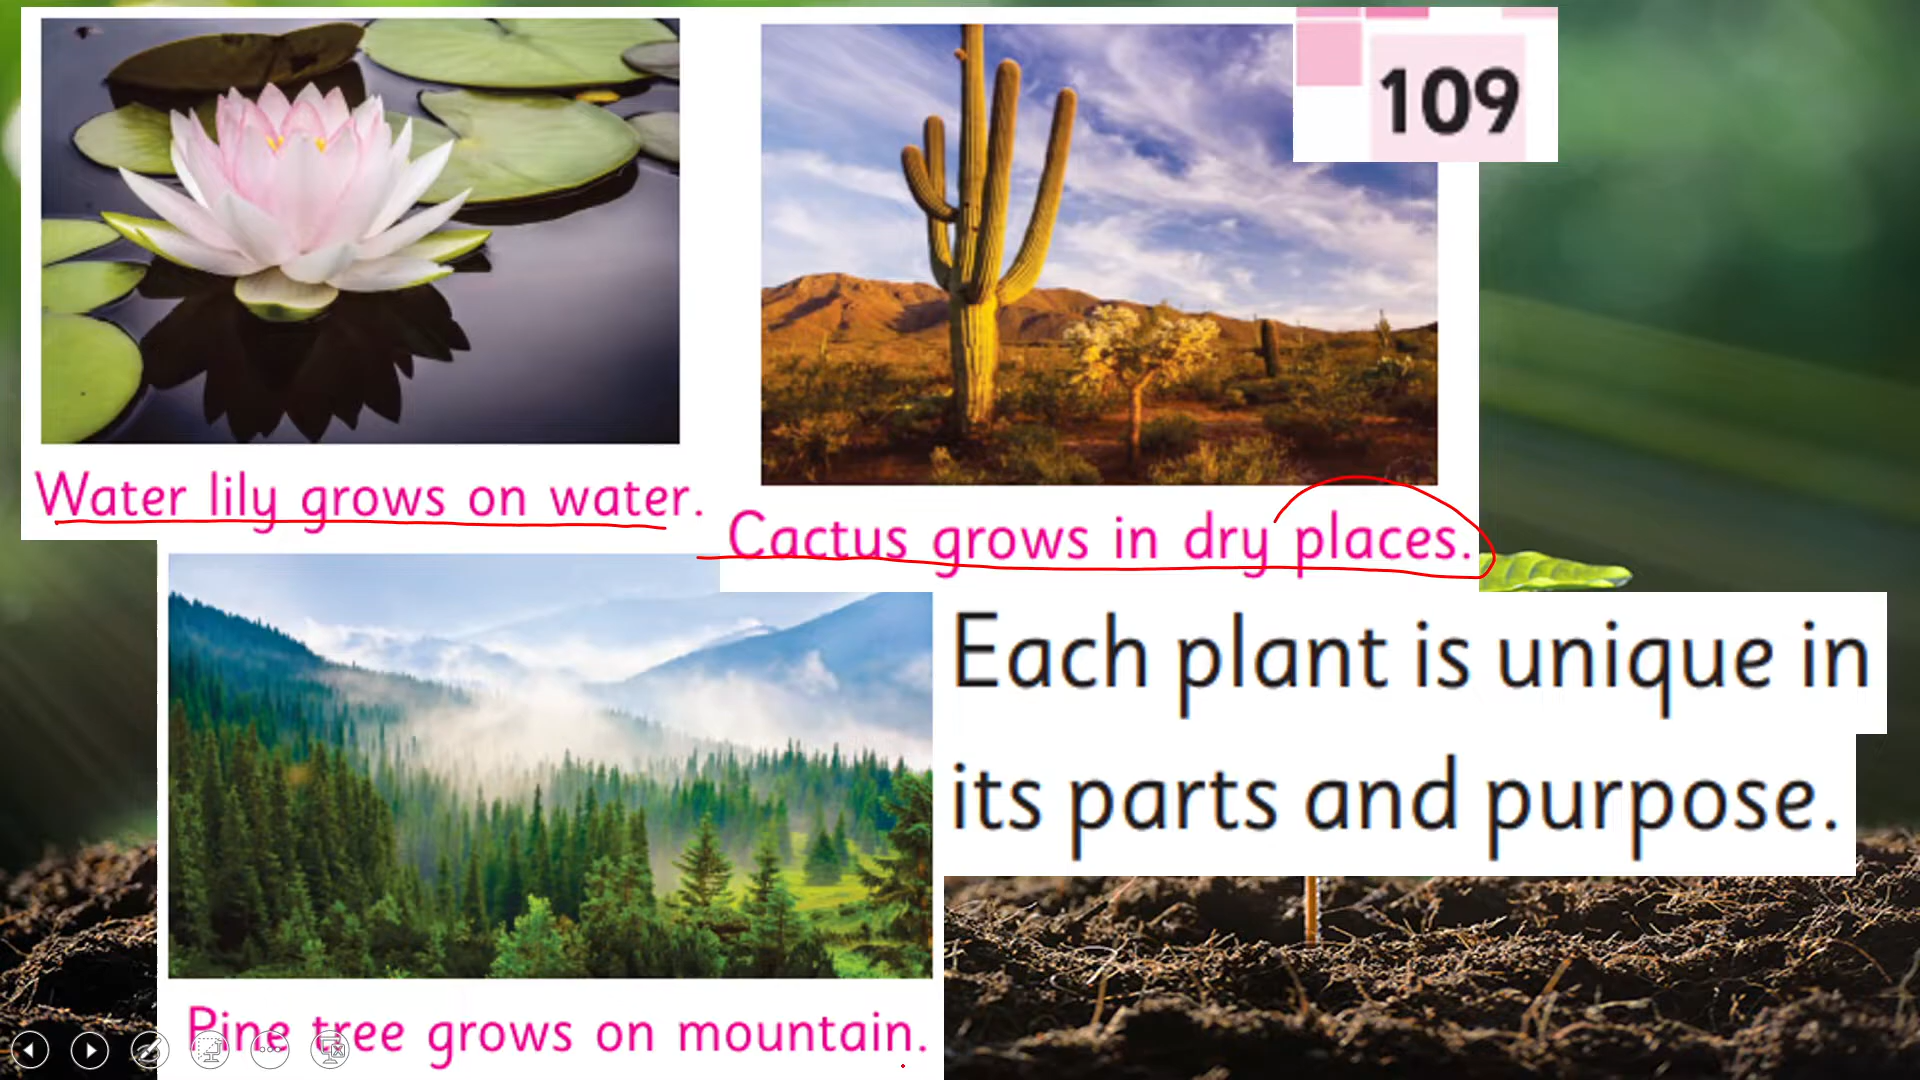 109
Water lily grows on water.
Cactus grows in dry places.
Each plant is unique in
its parts and purpose.
Pine tree grows on mountain.